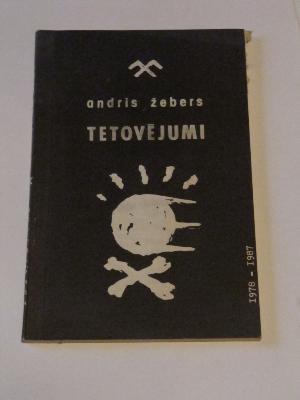 andris žebers
TETOVĒJUMI
1978 - 1987